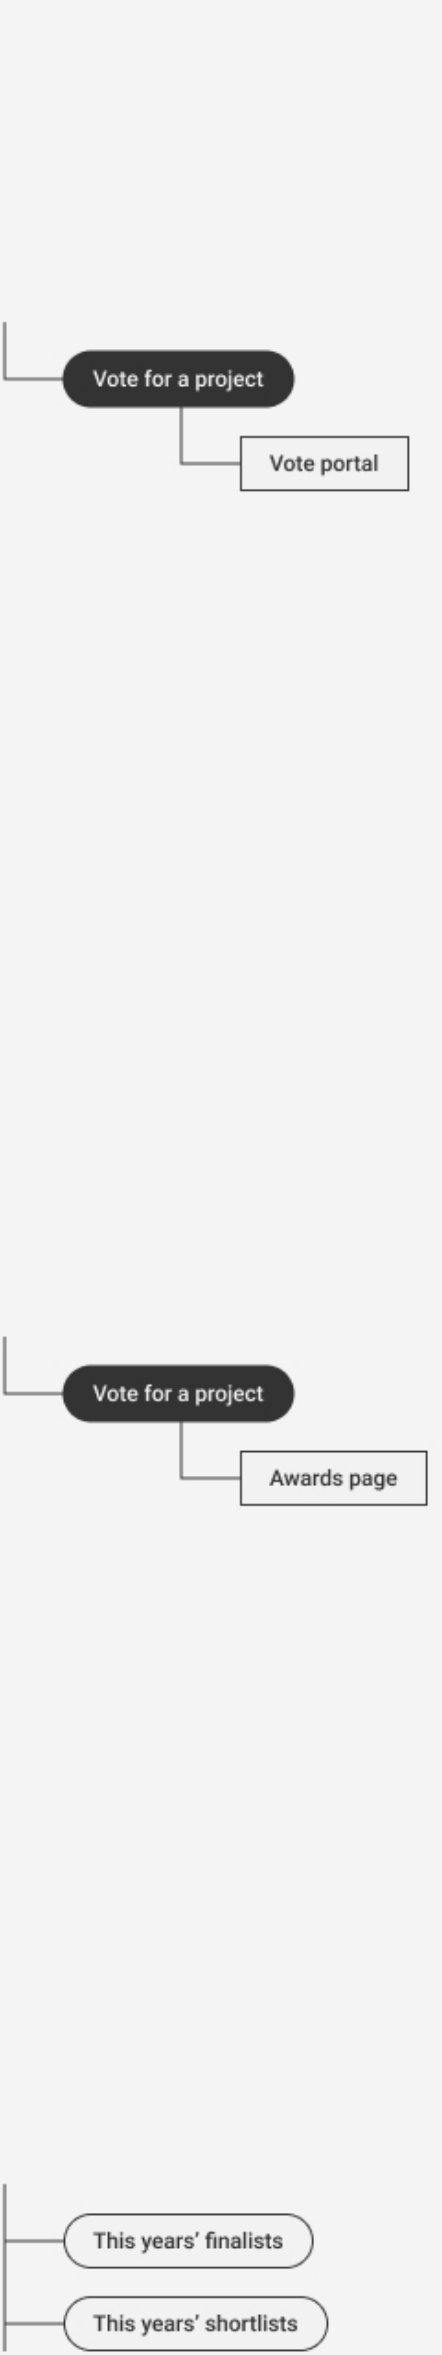 Vote for a project
Vote portal
Vote for a project
Awards page
This years’ finalists
This years’ shortlists